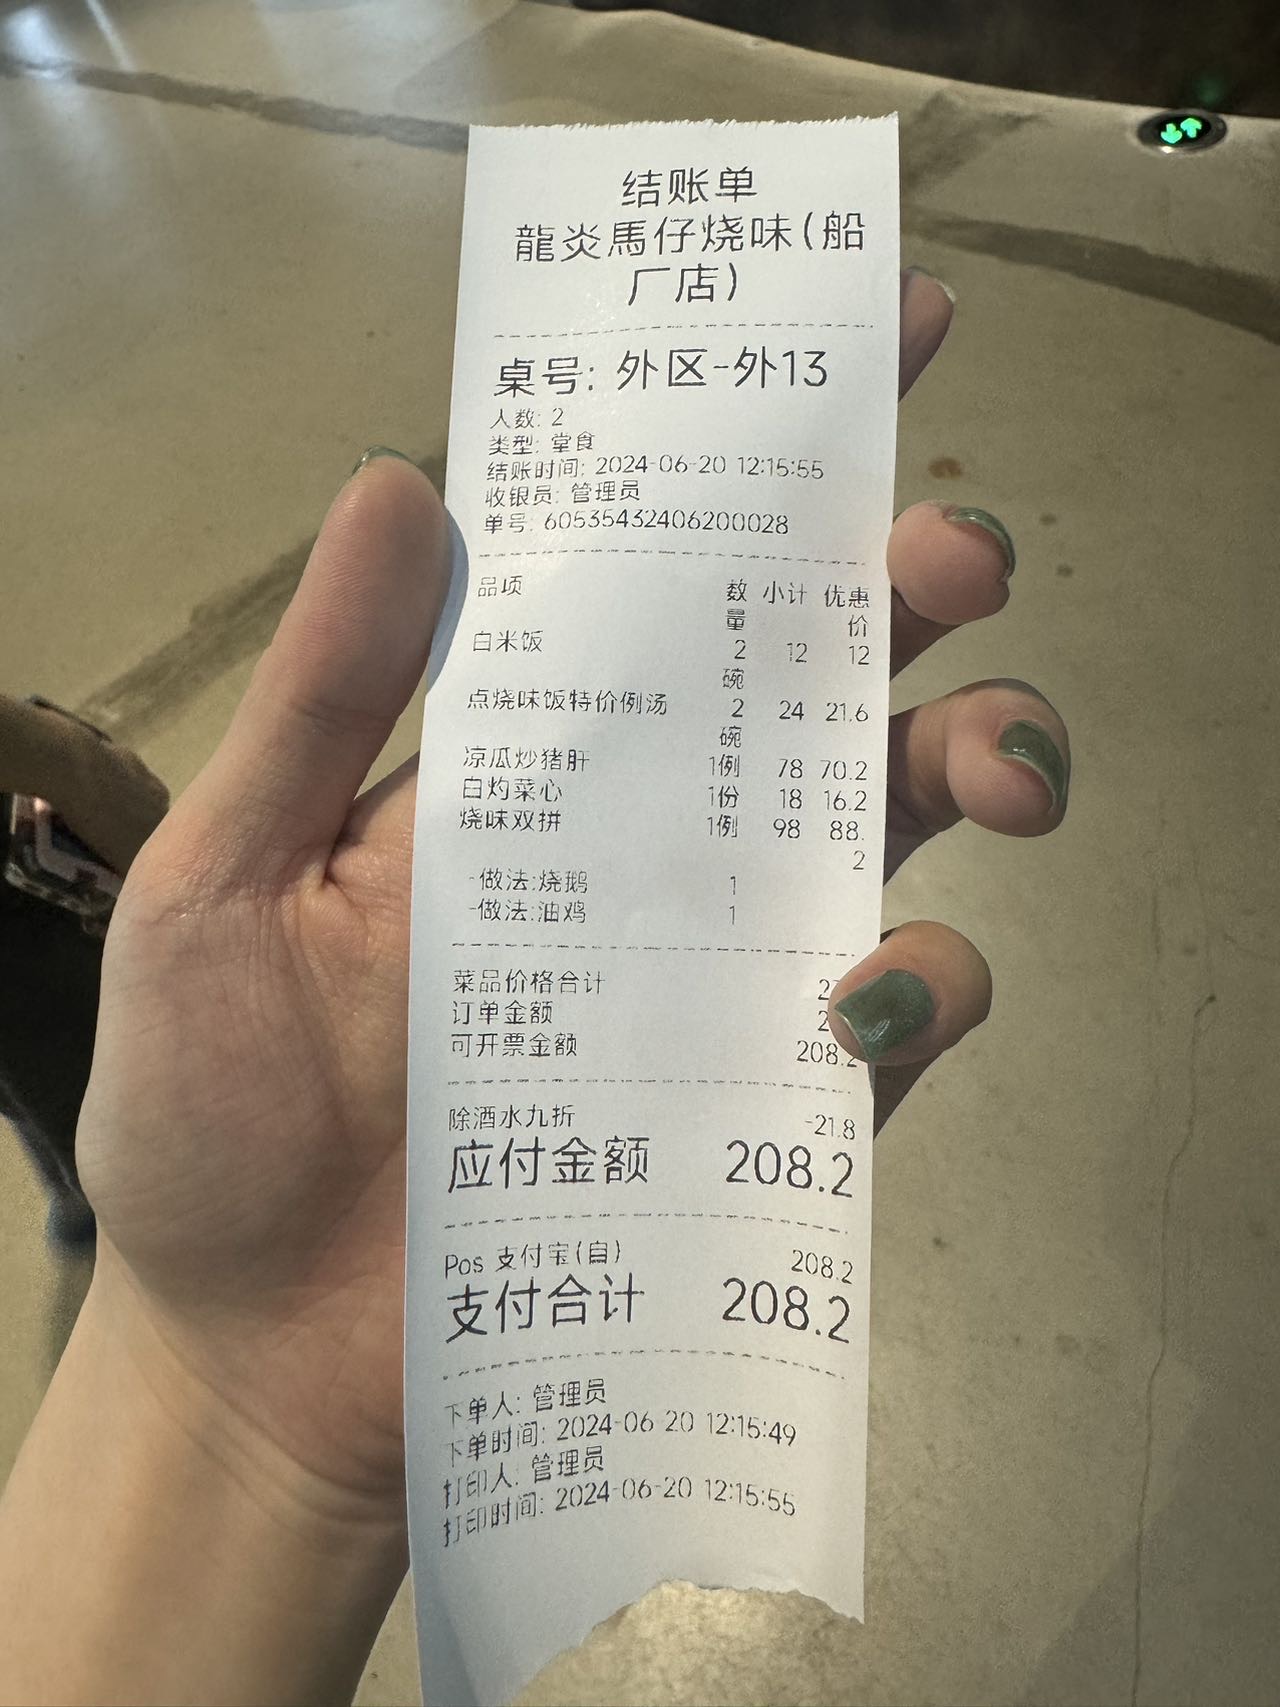 结账单
龍炎馬仔烧味(船
厂店)
桌号: 外区-外13
人数: 2
类型: 堂食
结账时间: 2024-06-20 12:15:55
收银员: 管理员
单号: 60535432406200028
品项 数量 小计 优惠价
白米饭 2碗 12 12
点烧味饭特价例汤 2碗 24 21.6
凉瓜炒猪肝 1例 78 70.2
白灼菜心 1份 18 16.2
烧味双拼 1例 98 88.2
-做法:烧鹅 1
-做法:油鸡 1
菜品价格合计
订单金额
可开票金额 208.2
除酒水九折 -21.8
应付金额 208.2
Pos 支付宝(自) 208.2
支付合计 208.2
下单人: 管理员
下单时间: 2024-06-20 12:15:49
打印人: 管理员
打印时间: 2024-06-20 12:15:55